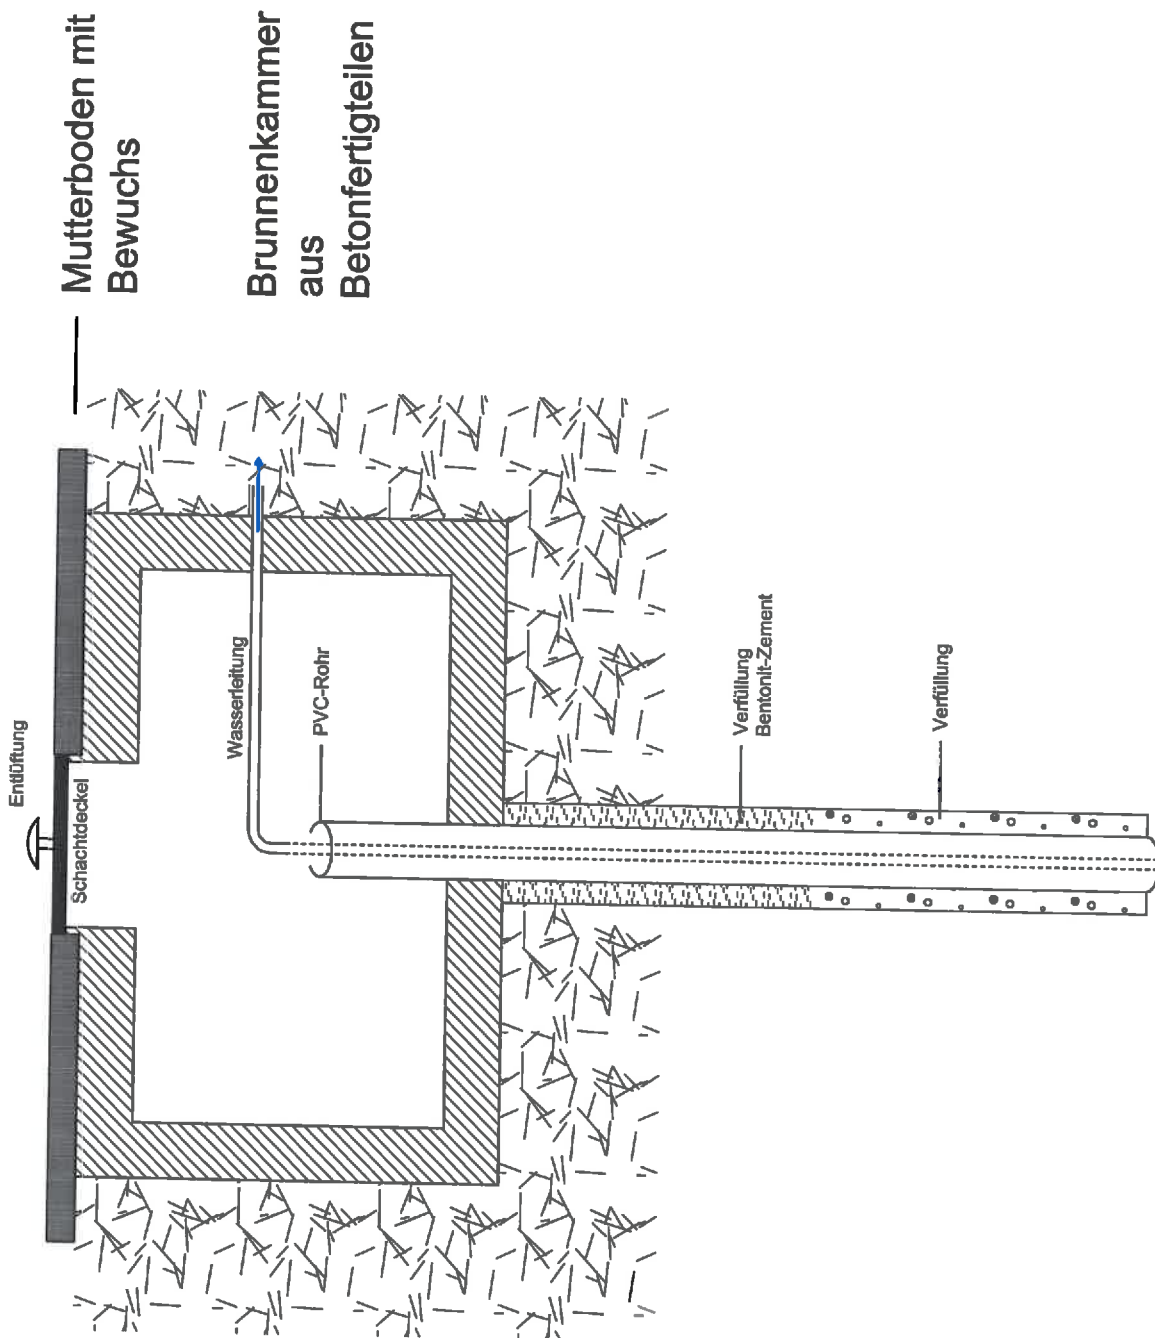 Entlüftung
Schachtdeckel
Mutterboden mit
Bewuchs
Wasserleitung
Brunnenkammer
aus
Betonfertigteilen
PVC-Rohr
Verfüllung
Bentonit-Zement
Verfüllung